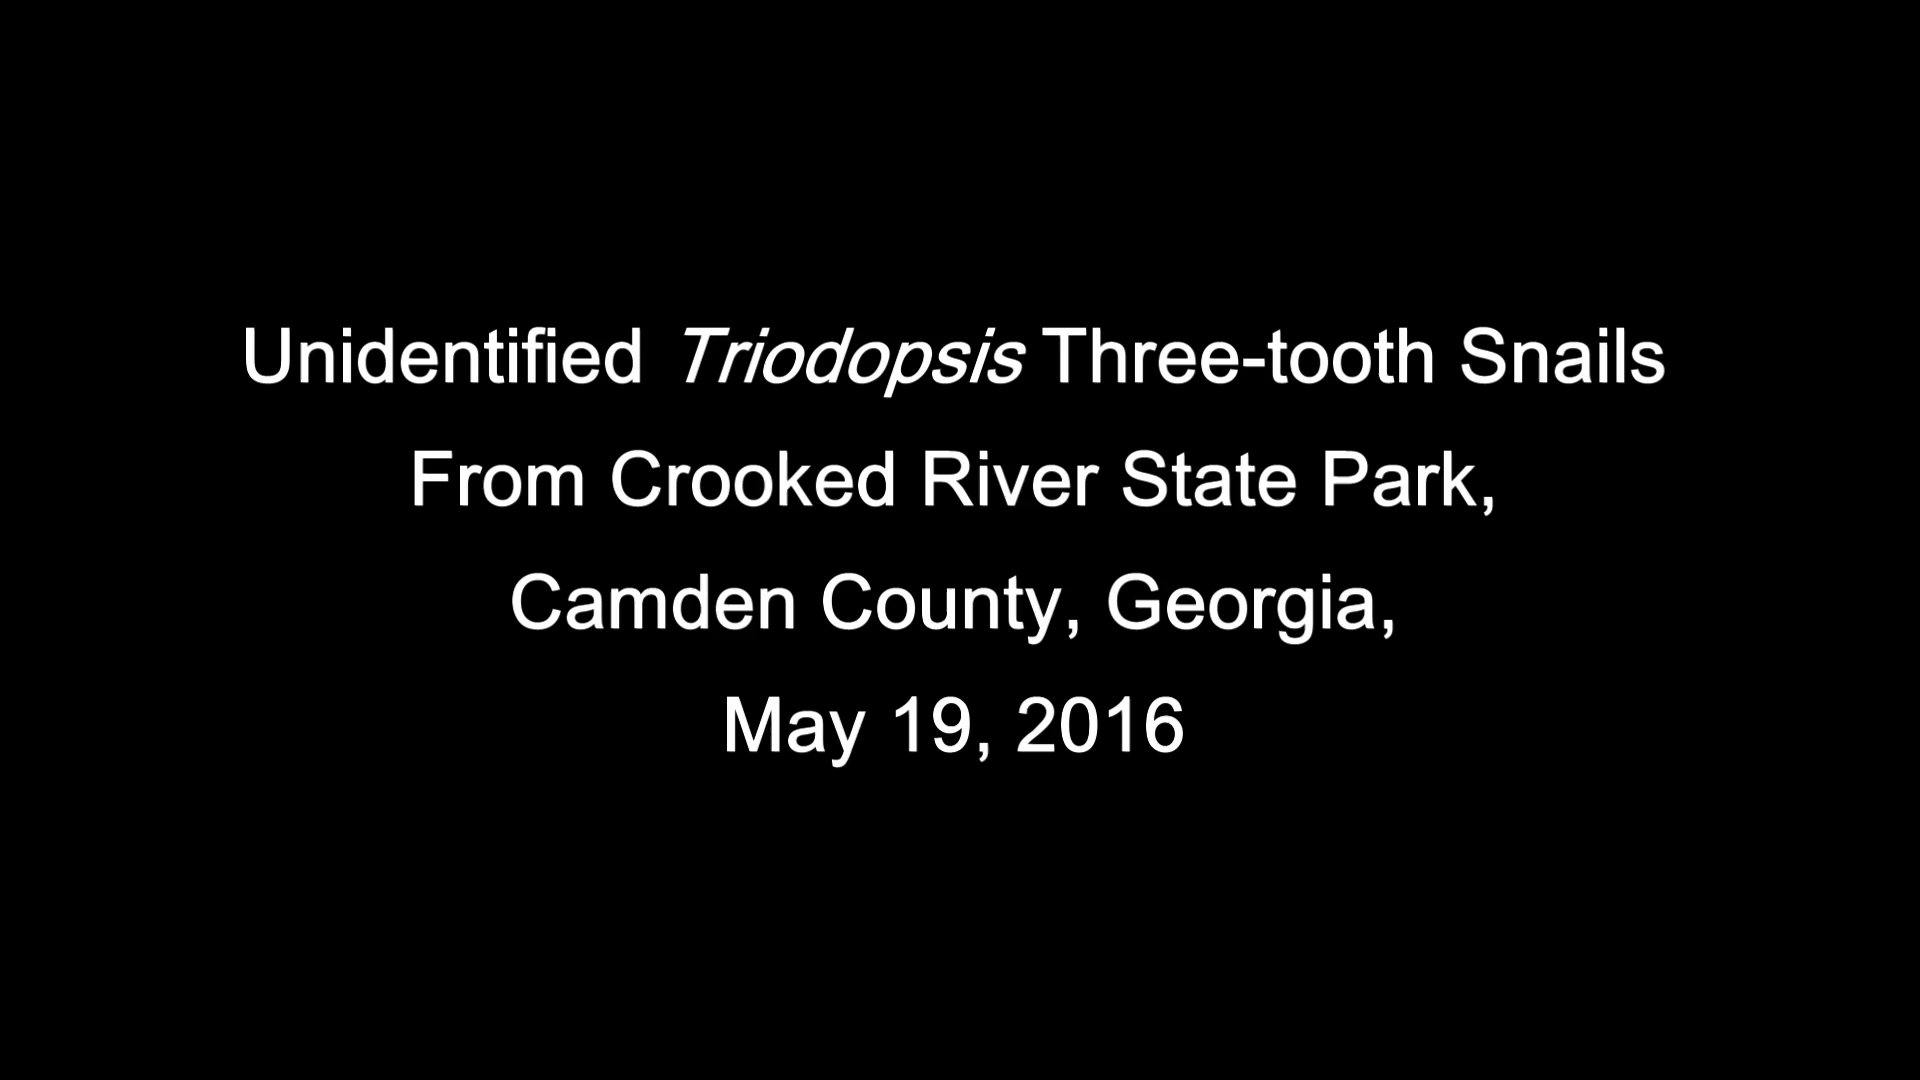 Unidentified Triodopsis Three-tooth Snails
From Crooked River State Park,
Camden County, Georgia,
May 19, 2016